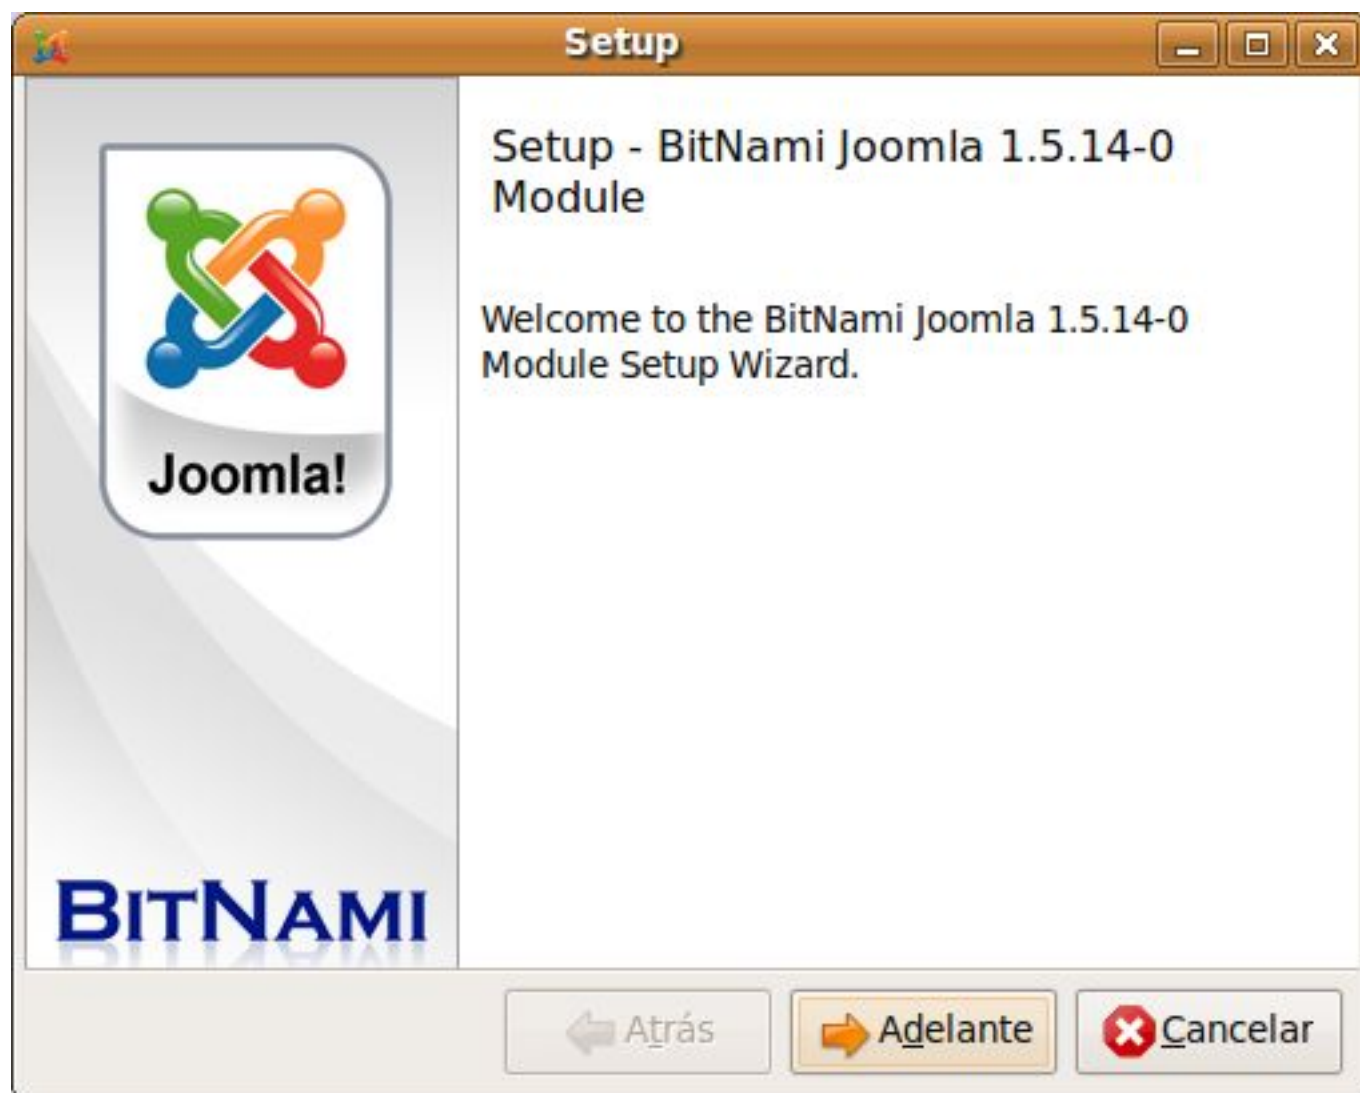 Setup
Setup - BitNami Joomla 1.5.14-0
Module
Welcome to the BitNami Joomla 1.5.14-0
Module Setup Wizard.
Joomla!
BITNAMI
Atrás
Adelante
Cancelar